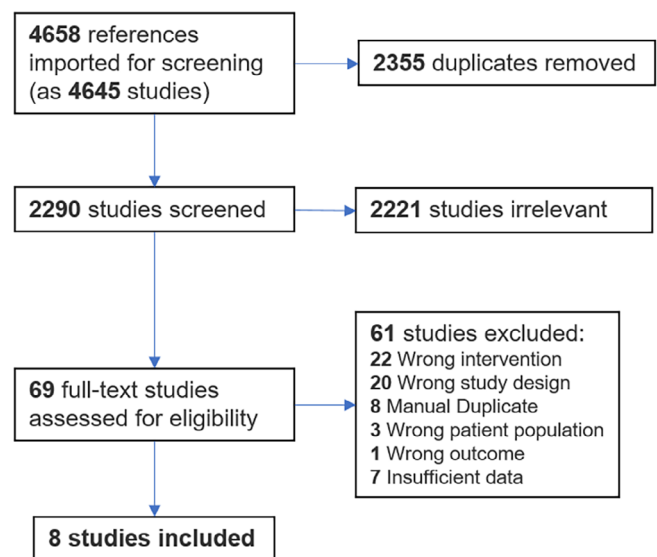 4658 references
imported for screening
(as 4645 studies)
2355 duplicates removed
2290 studies screened
2221 studies irrelevant
69 full-text studies
assessed for eligibility
61 studies excluded:
22 Wrong intervention
20 Wrong study design
8 Manual Duplicate
3 Wrong patient population
1 Wrong outcome
7 Insufficient data
8 studies included